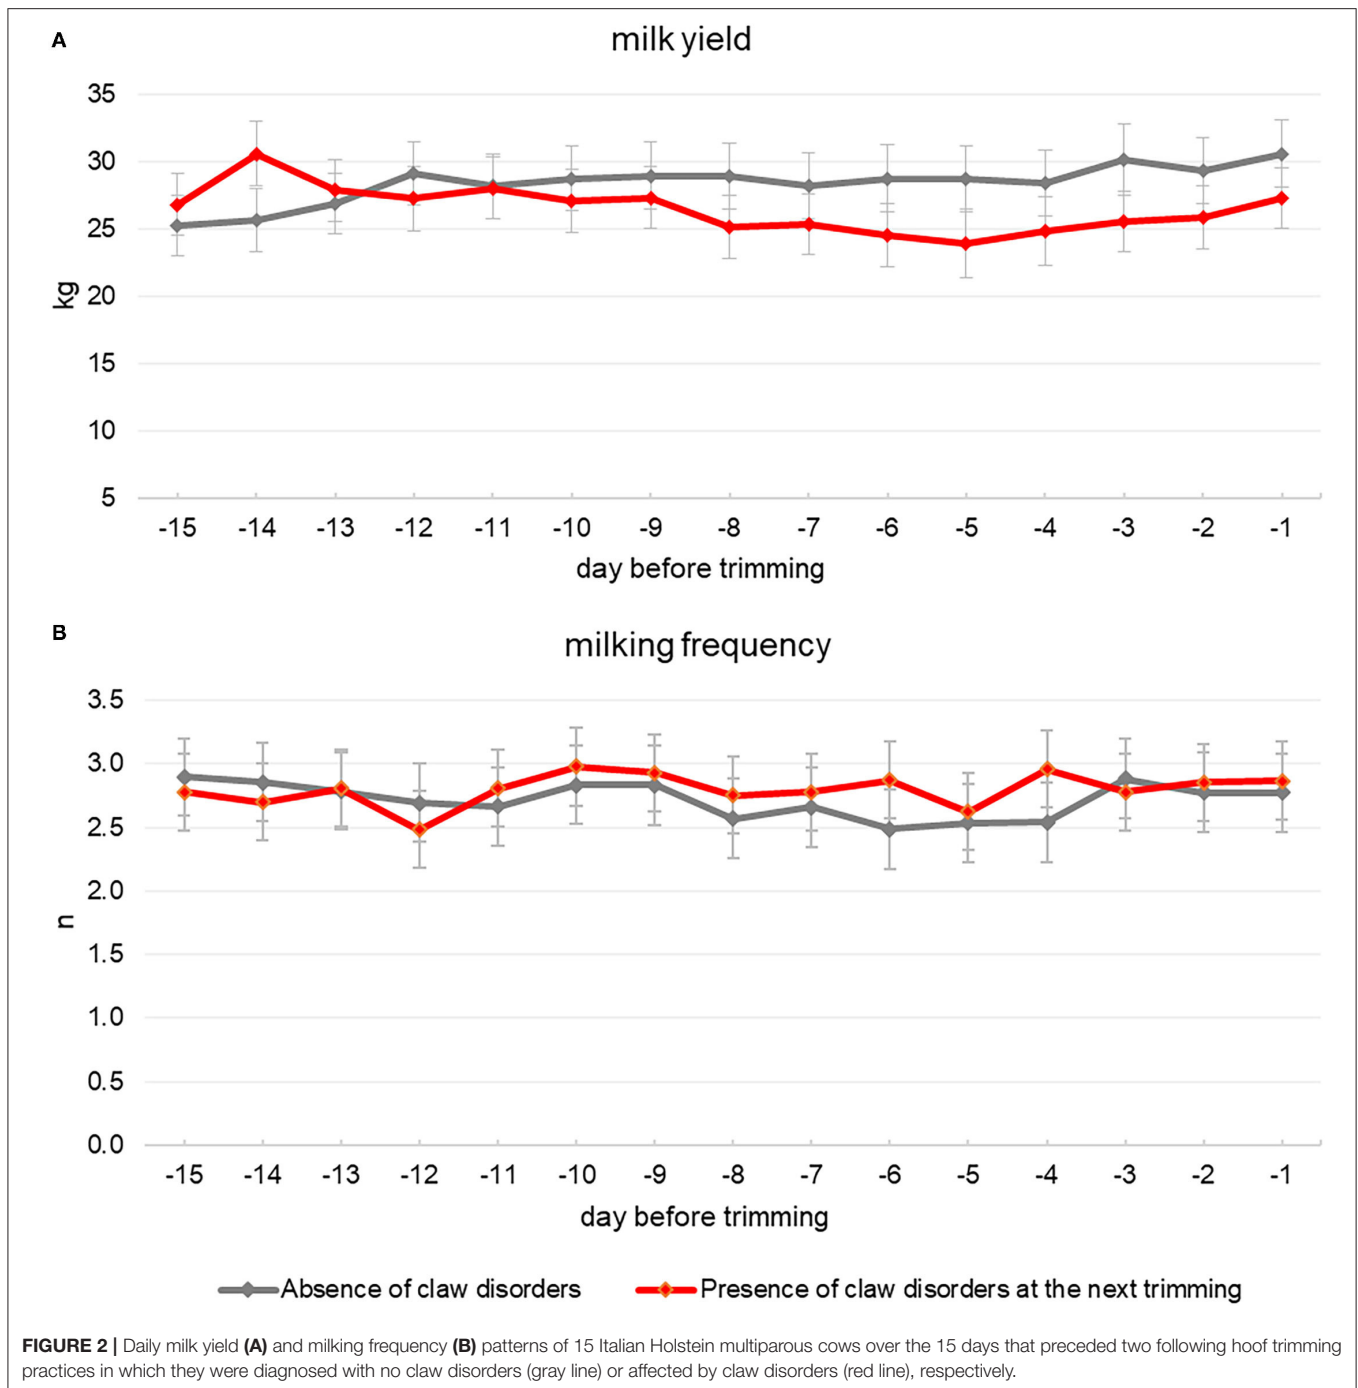 A
milk yield
35
30
25
20
15
10
5
kg
-15 -14 -13 -12 -11 -10 -9 -8 -7 -6 -5 -4 -3 -2 -1
day before trimming
B
milking frequency
3.5
3.0
2.5
2.0
1.5
1.0
0.5
0.0
n
-15 -14 -13 -12 -11 -10 -9 -8 -7 -6 -5 -4 -3 -2 -1
day before trimming
Absence of claw disorders Presence of claw disorders at the next trimming
FIGURE 2 | Daily milk yield (A) and milking frequency (B) patterns of 15 Italian Holstein multiparous cows over the 15 days that preceded two following hoof trimming
practices in which they were diagnosed with no claw disorders (gray line) or affected by claw disorders (red line), respectively.